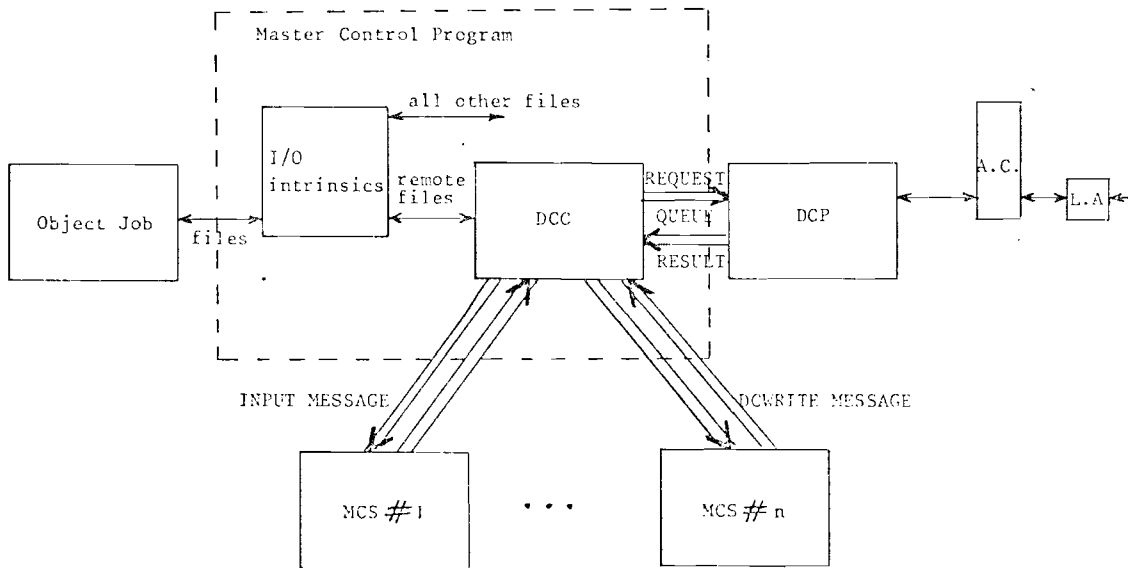 Master Control Program
all other files
I/O
intrinsics
remote
files
Object Job
files
DCC
REQUEST
QUEUE
RESULT
DCP
A.C.
L.A
INPUT MESSAGE
DCWRITE MESSAGE
MCS #1
...
MCS #n